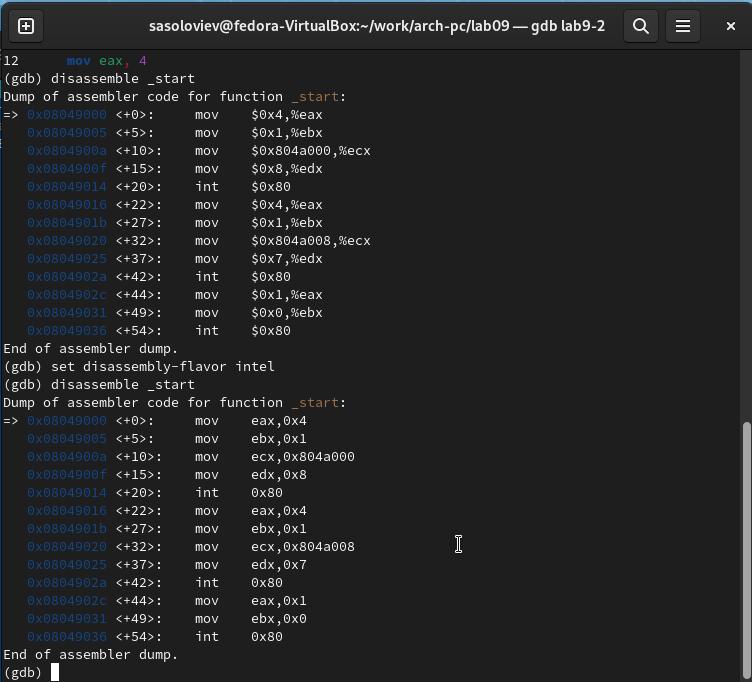 sasoloviev@fedora-VirtualBox:~/work/arch-pc/lab09 — gdb lab9-2
12      mov eax, 4
(gdb) disassemble _start
Dump of assembler code for function _start:
=> 0x08049000 <+0>:     mov    $0x4,%eax
   0x08049005 <+5>:     mov    $0x1,%ebx
   0x0804900a <+10>:    mov    $0x804a000,%ecx
   0x0804900f <+15>:    mov    $0x8,%edx
   0x08049014 <+20>:    int    $0x80
   0x08049016 <+22>:    mov    $0x4,%eax
   0x0804901b <+27>:    mov    $0x1,%ebx
   0x08049020 <+32>:    mov    $0x804a008,%ecx
   0x08049025 <+37>:    mov    $0x7,%edx
   0x0804902a <+42>:    int    $0x80
   0x0804902c <+44>:    mov    $0x1,%eax
   0x08049031 <+49>:    mov    $0x0,%ebx
   0x08049036 <+54>:    int    $0x80
End of assembler dump.
(gdb) set disassembly-flavor intel
(gdb) disassemble _start
Dump of assembler code for function _start:
=> 0x08049000 <+0>:     mov    eax,0x4
   0x08049005 <+5>:     mov    ebx,0x1
   0x0804900a <+10>:    mov    ecx,0x804a000
   0x0804900f <+15>:    mov    edx,0x8
   0x08049014 <+20>:    int    0x80
   0x08049016 <+22>:    mov    eax,0x4
   0x0804901b <+27>:    mov    ebx,0x1
   0x08049020 <+32>:    mov    ecx,0x804a008
   0x08049025 <+37>:    mov    edx,0x7
   0x0804902a <+42>:    int    0x80
   0x0804902c <+44>:    mov    eax,0x1
   0x08049031 <+49>:    mov    ebx,0x0
   0x08049036 <+54>:    int    0x80
End of assembler dump.
(gdb)